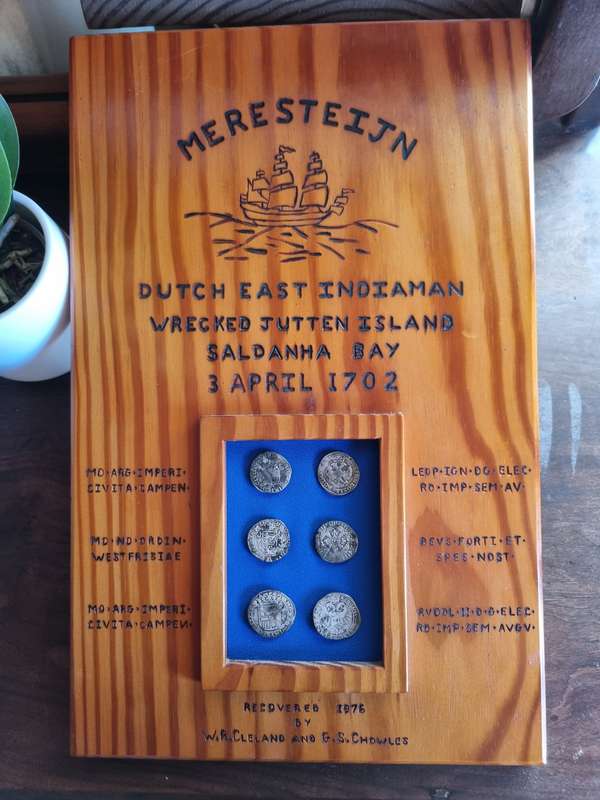 MERESTEIJN
DUTCH EAST INDIAMAN
WRECKED JUTTEN ISLAND
SALDANHA BAY
3 APRIL 1702
MO·ARG·IMPERI·
CIVITA·CAMPEN·
LEOP·IGN·D·G·ELEC·
RO·IMP·SEM·AV·
MO·NO·ORDIN·
WESTFRISIAE
DEVS·FORTI·ET·
SPES·NOST·
MO·ARG·IMPERI·
CIVITA·CAMPEN·
RVDOL·II·D·G·ELEC·
RO·IMP·SEM·AVGV·
RECOVERED 1976
BY
W.R.CLELAND AND G.S.CHOWLES